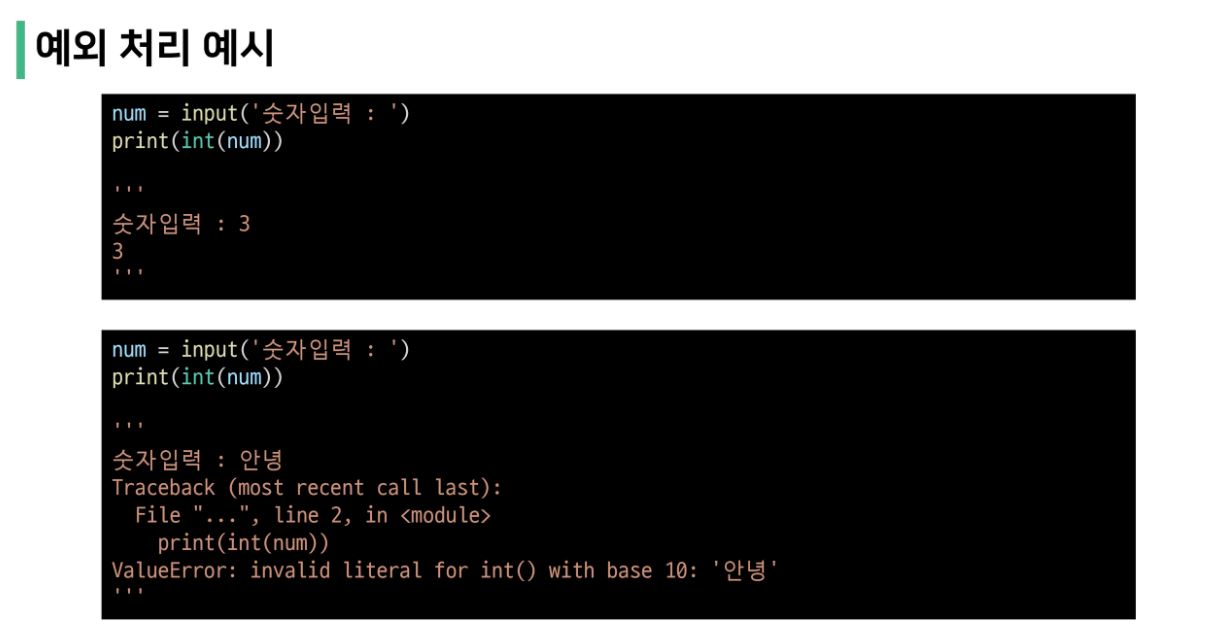 예외 처리 예시
num = input('숫자입력 : ')
print(int(num))
'''
숫자입력 : 3
3
'''
num = input('숫자입력 : ')
print(int(num))
'''
숫자입력 : 안녕
Traceback (most recent call last):
  File "...", line 2, in <module>
    print(int(num))
ValueError: invalid literal for int() with base 10: '안녕'
'''